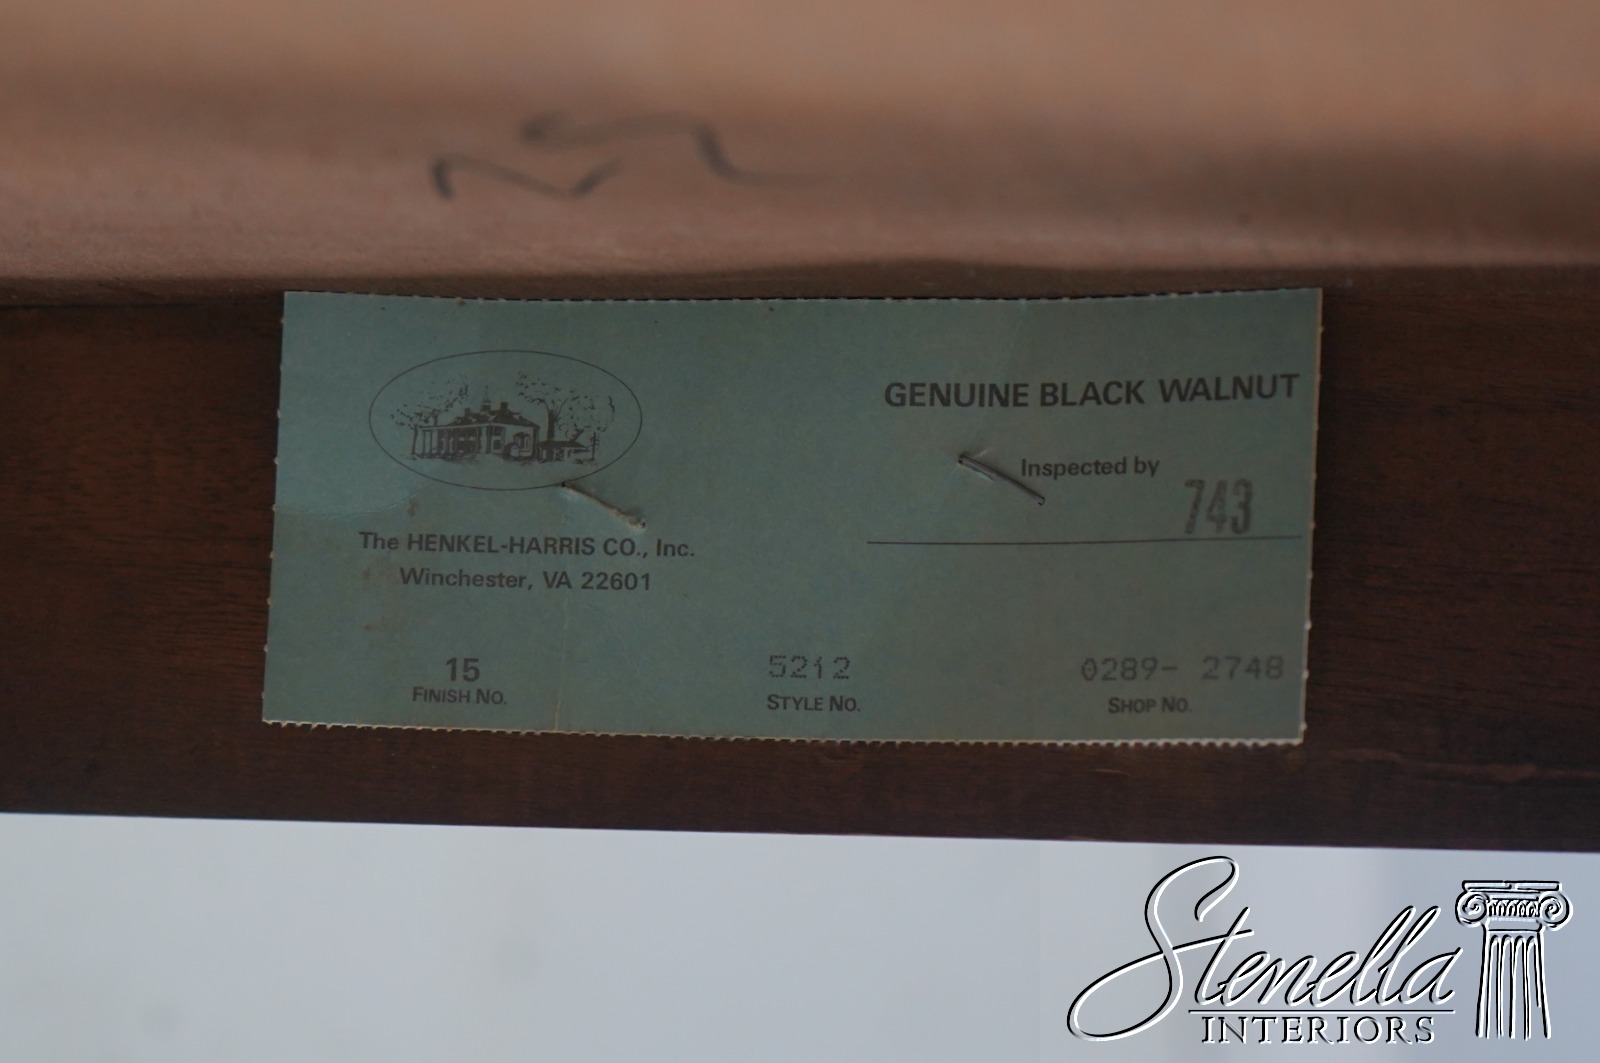 GENUINE BLACK WALNUT
Inspected by
743
The HENKEL-HARRIS CO., Inc.
Winchester, VA 22601
15
FINISH NO.
5212
STYLE NO.
0289- 2748
SHOP NO.
Stenella
INTERIORS